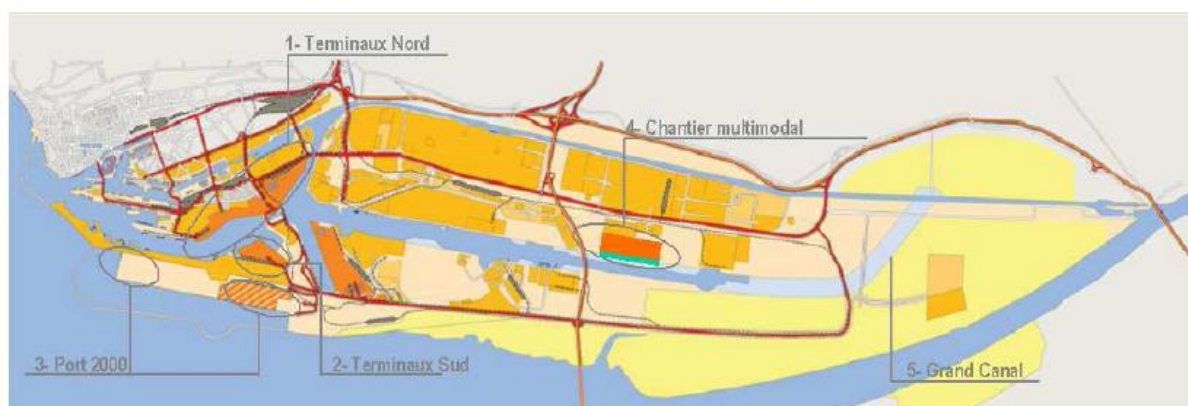 1- Terminaux Nord
4- Chantier multimodal
3- Port 2000
2- Terminaux Sud
5- Grand Canal